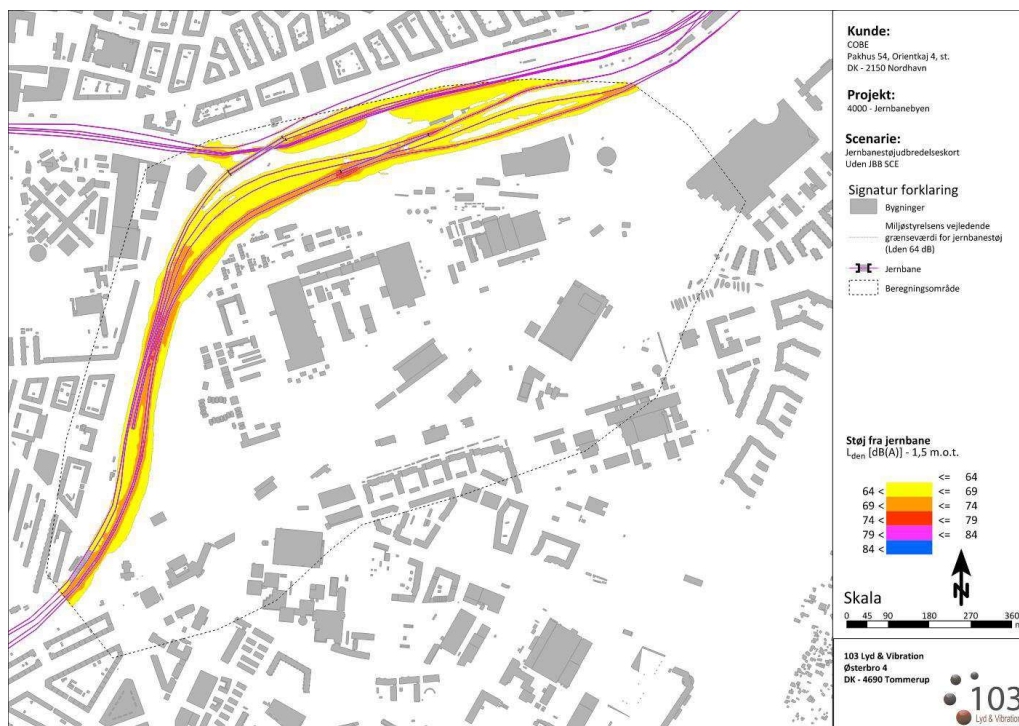 Kunde:
COBE
Pakhus 54, Orientkaj 4, st.
DK - 2150 Nordhavn
Projekt:
4000 - Jernbanebyen
Scenarie:
Jernbanestøjudbredelseskort
Uden JBB SCE
Signatur forklaring
Bygninger
Miljøstyrelsens vejledende
grænseværdi for jernbanestøj
(Lden 64 dB)
Jernbane
Beregningsområde
Støj fra jernbane
Lden [dB(A)] - 1,5 m.o.t.
<= 64
64 < <= 69
69 < <= 74
74 < <= 79
79 < <= 84
84 <
N
Skala
0 45 90 180 270 360
m
103 Lyd & Vibration
Østerbro 4
DK - 4690 Tommerup
103
Lyd & Vibration